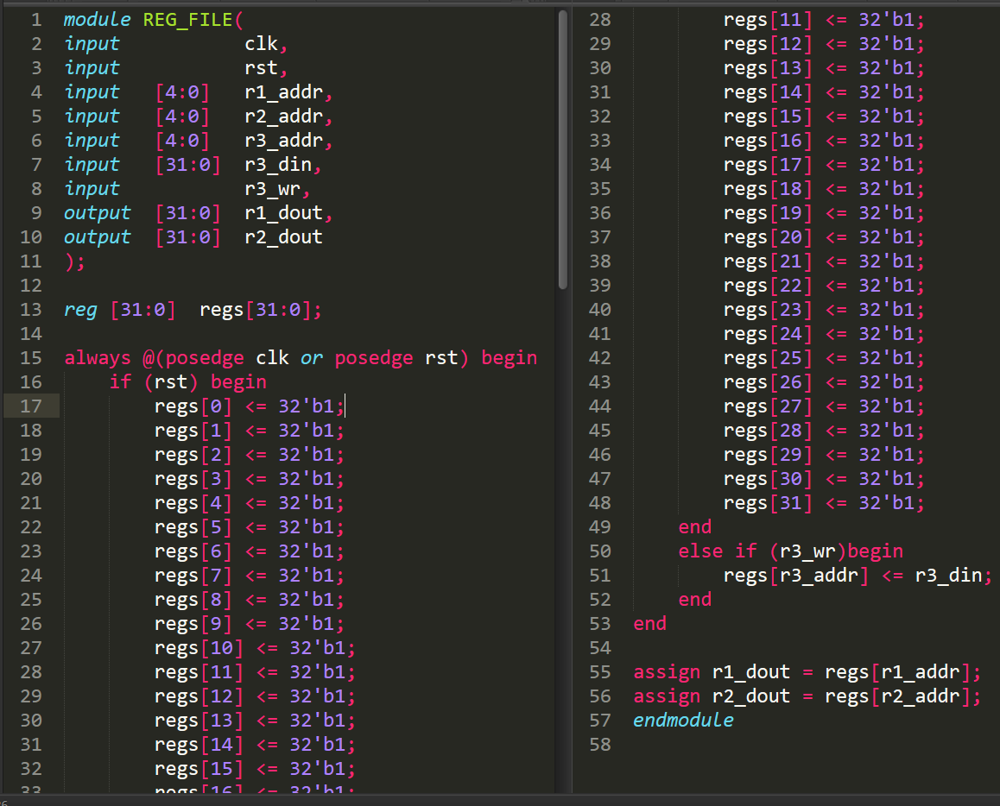 1 module REG_FILE(
2 input clk,
3 input rst,
4 input [4:0] r1_addr,
5 input [4:0] r2_addr,
6 input [4:0] r3_addr,
7 input [31:0] r3_din,
8 input r3_wr,
9 output [31:0] r1_dout,
10 output [31:0] r2_dout
11 );
12
13 reg [31:0] regs[31:0];
14
15 always @(posedge clk or posedge rst) begin
16 if (rst) begin
17 regs[0] <= 32'b1;
18 regs[1] <= 32'b1;
19 regs[2] <= 32'b1;
20 regs[3] <= 32'b1;
21 regs[4] <= 32'b1;
22 regs[5] <= 32'b1;
23 regs[6] <= 32'b1;
24 regs[7] <= 32'b1;
25 regs[8] <= 32'b1;
26 regs[9] <= 32'b1;
27 regs[10] <= 32'b1;
28 regs[11] <= 32'b1;
29 regs[12] <= 32'b1;
30 regs[13] <= 32'b1;
31 regs[14] <= 32'b1;
32 regs[15] <= 32'b1;
33 regs[16] <= 32'b1;
28 regs[11] <= 32'b1;
29 regs[12] <= 32'b1;
30 regs[13] <= 32'b1;
31 regs[14] <= 32'b1;
32 regs[15] <= 32'b1;
33 regs[16] <= 32'b1;
34 regs[17] <= 32'b1;
35 regs[18] <= 32'b1;
36 regs[19] <= 32'b1;
37 regs[20] <= 32'b1;
38 regs[21] <= 32'b1;
39 regs[22] <= 32'b1;
40 regs[23] <= 32'b1;
41 regs[24] <= 32'b1;
42 regs[25] <= 32'b1;
43 regs[26] <= 32'b1;
44 regs[27] <= 32'b1;
45 regs[28] <= 32'b1;
46 regs[29] <= 32'b1;
47 regs[30] <= 32'b1;
48 regs[31] <= 32'b1;
49 end
50 else if (r3_wr)begin
51 regs[r3_addr] <= r3_din;
52 end
53 end
54
55 assign r1_dout = regs[r1_addr];
56 assign r2_dout = regs[r2_addr];
57 endmodule
58